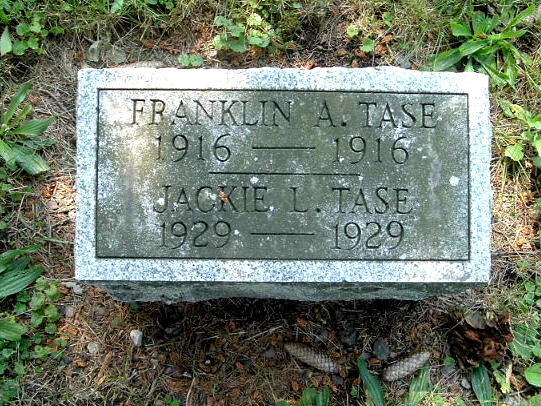 FRANKLIN A. TASE
1916 — 1916
JACKIE L. TASE
1929 — 1929